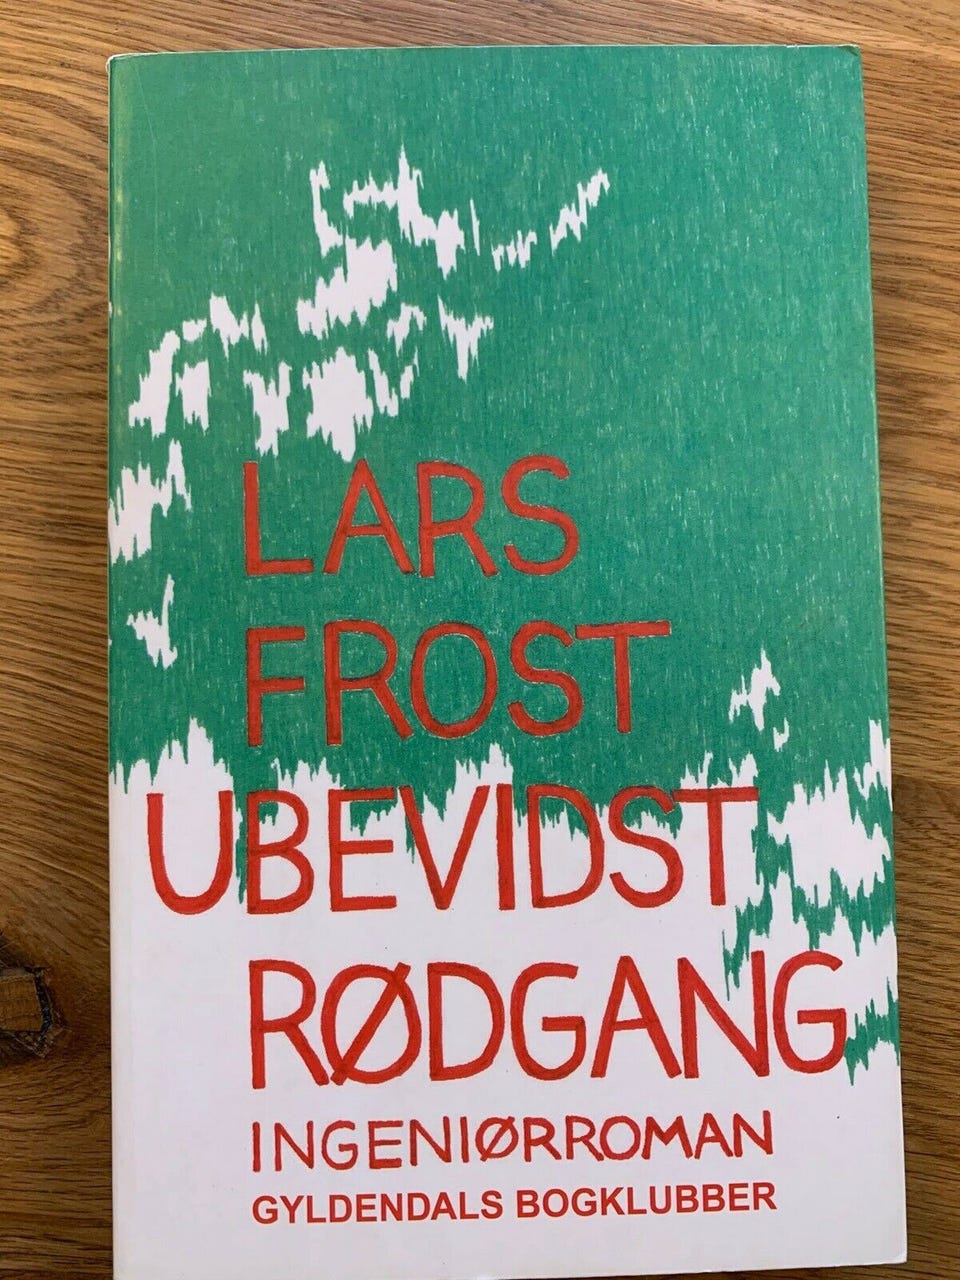 LARS
FROST
UBEVIDST
RØDGANG
INGENIØRROMAN
GYLDENDALS BOGKLUBBER